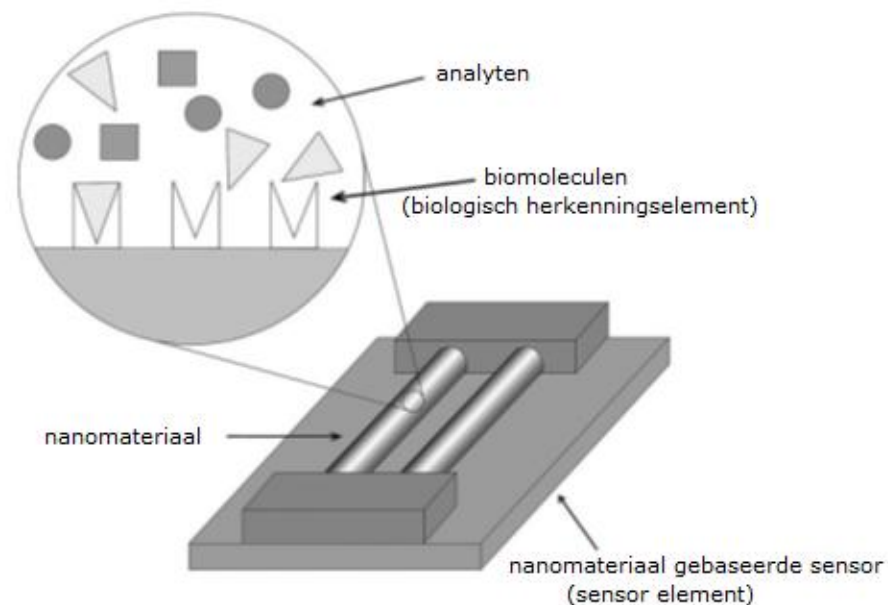 analyten
biomoleculen
(biologisch herkenningselement)
nanomateriaal
nanomateriaal gebaseerde sensor
(sensor element)